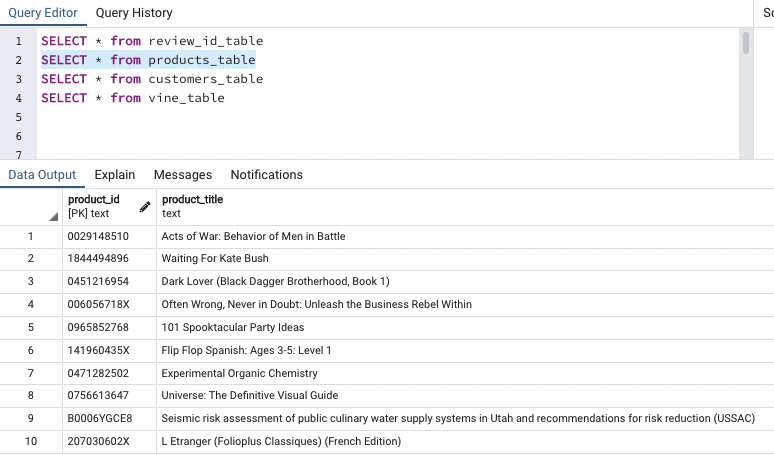 Query Editor Query History Sc
1 SELECT * from review_id_table
2 SELECT * from products_table
3 SELECT * from customers_table
4 SELECT * from vine_table
5
6
7
Data Output Explain Messages Notifications
product_id product_title
[PK] text text
1 0029148510 Acts of War: Behavior of Men in Battle
2 1844494896 Waiting For Kate Bush
3 0451216954 Dark Lover (Black Dagger Brotherhood, Book 1)
4 006056718X Often Wrong, Never in Doubt: Unleash the Business Rebel Within
5 0965852768 101 Spooktacular Party Ideas
6 141960435X Flip Flop Spanish: Ages 3-5: Level 1
7 0471282502 Experimental Organic Chemistry
8 0756613647 Universe: The Definitive Visual Guide
9 B0006YGCE8 Seismic risk assessment of public culinary water supply systems in Utah and recommendations for risk reduction (USSAC)
10 207030602X L Etranger (Folioplus Classiques) (French Edition)